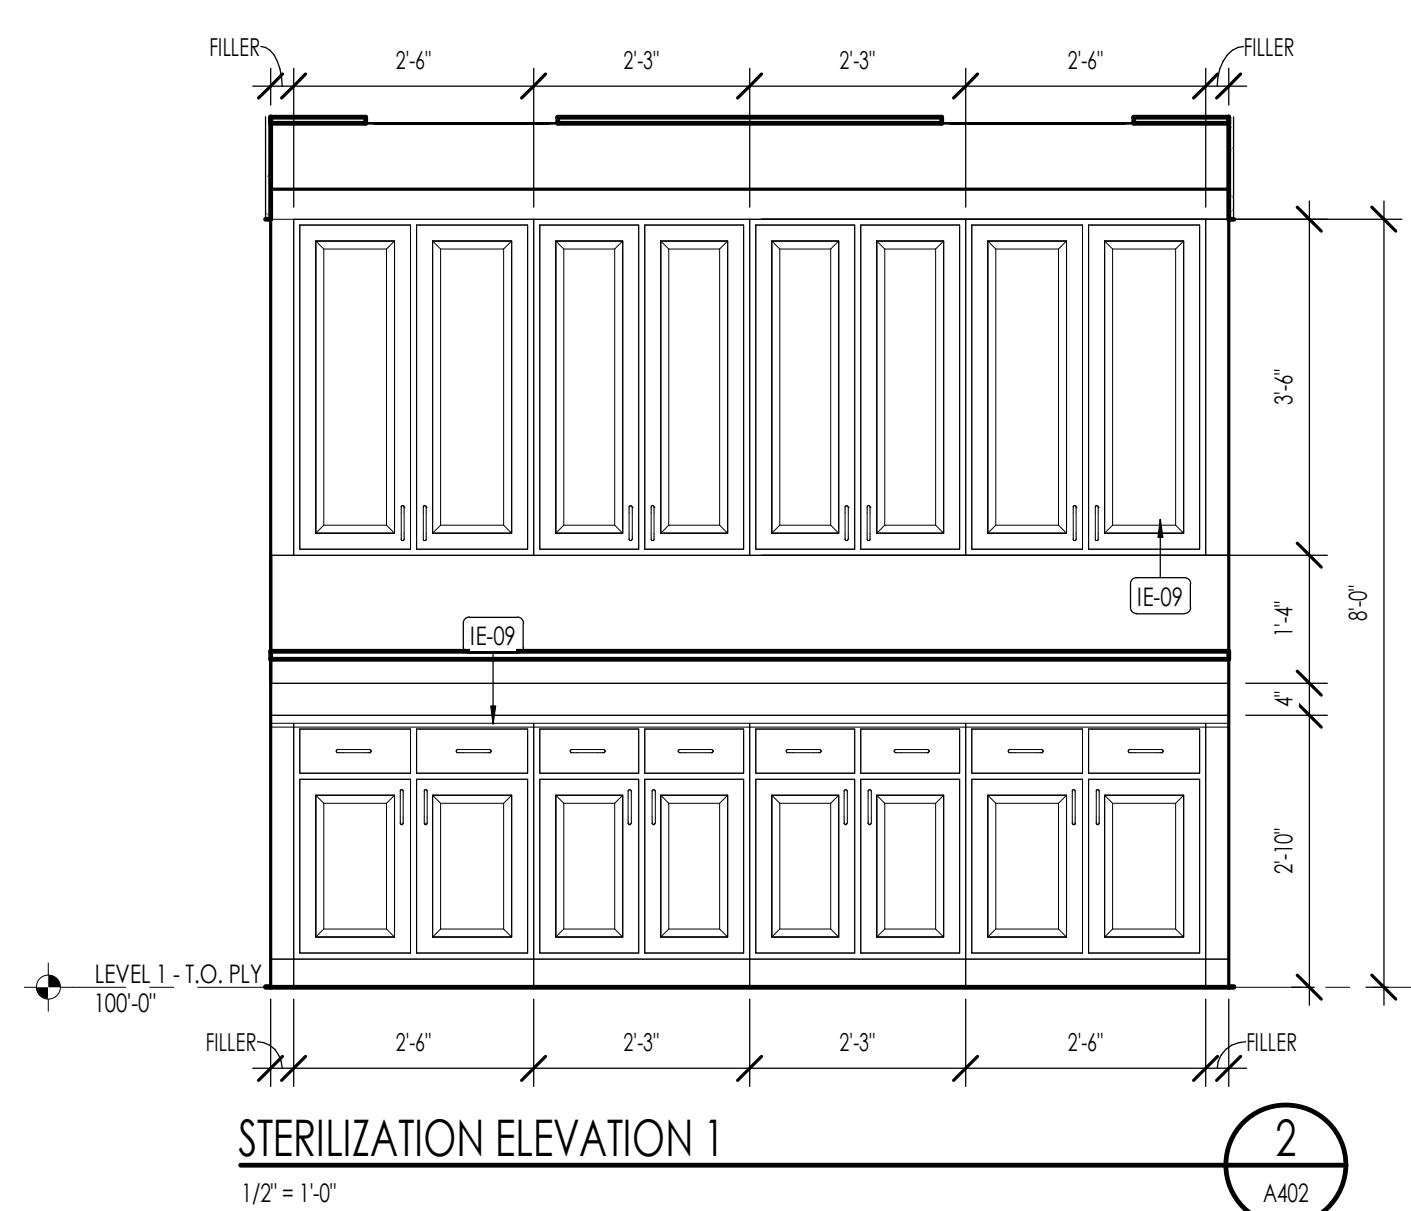 FILLER 2'-6" 2'-3" 2'-3" 2'-6" FILLER
3'-6"
IE-09
8'-0"
1'-4"
IE-09
4"
2'-10"
LEVEL 1 - T.O. PLY
100'-0"
FILLER 2'-6" 2'-3" 2'-3" 2'-6" FILLER
STERILIZATION ELEVATION 1
2
1/2" = 1'-0"
A402